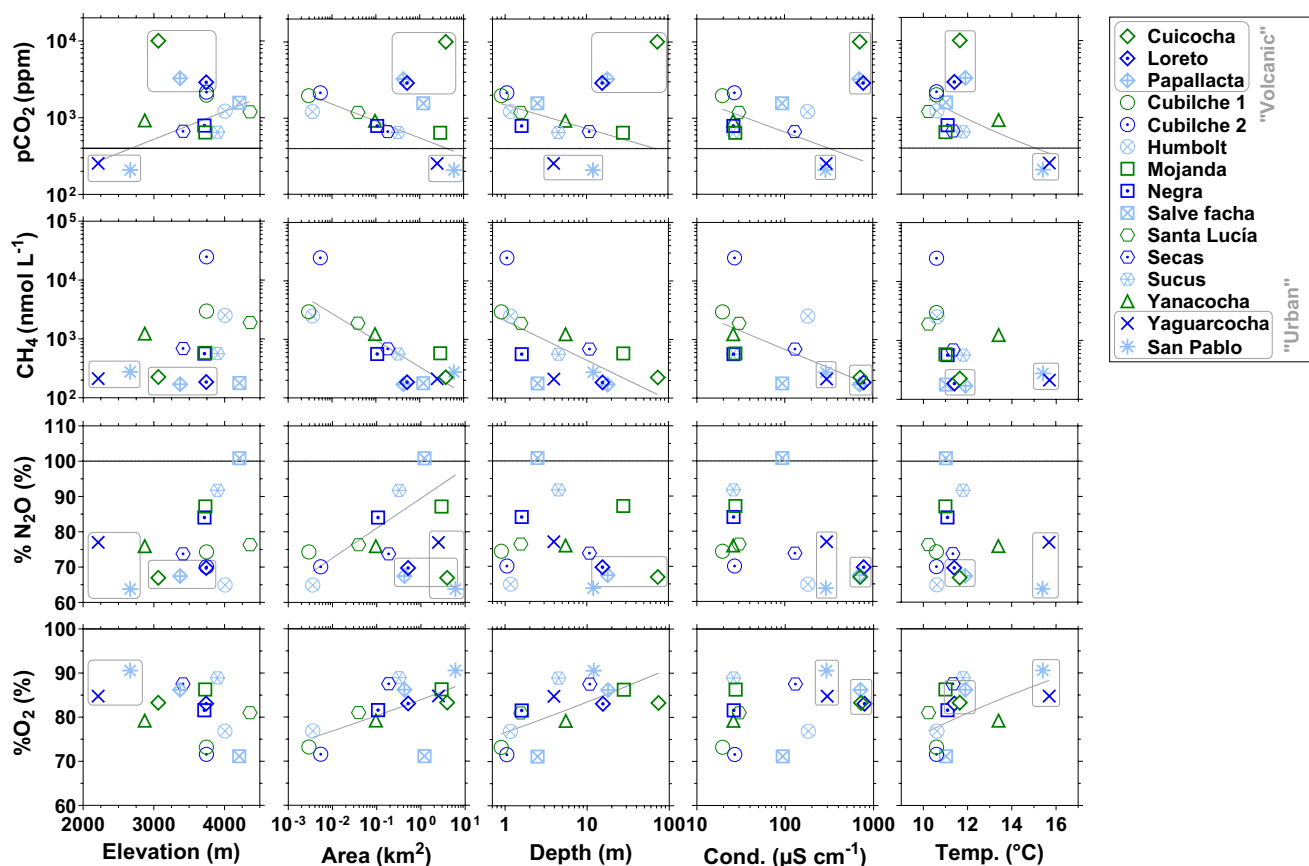 pCO₂ (ppm)
10⁴
10³
10²
CH₄ (nmol L⁻¹)
10⁵
10⁴
10³
10²
% N₂O (%)
110
100
90
80
70
60
%O₂ (%)
100
90
80
70
60
2000
3000
4000
Elevation (m)
10⁻³
10⁻²
10⁻¹
10⁰
10¹
Area (km²)
1
10
100
Depth (m)
10
100
1000
Cond. (µS cm⁻¹)
10
12
14
16
Temp. (°C)
Cuicocha
Loreto
Papallacta
"Volcanic"
Cubilche 1
Cubilche 2
Humbolt
Mojanda
Negra
Salve facha
Santa Lucía
Secas
Sucus
Yanacocha
Yaguarcocha
San Pablo
"Urban"